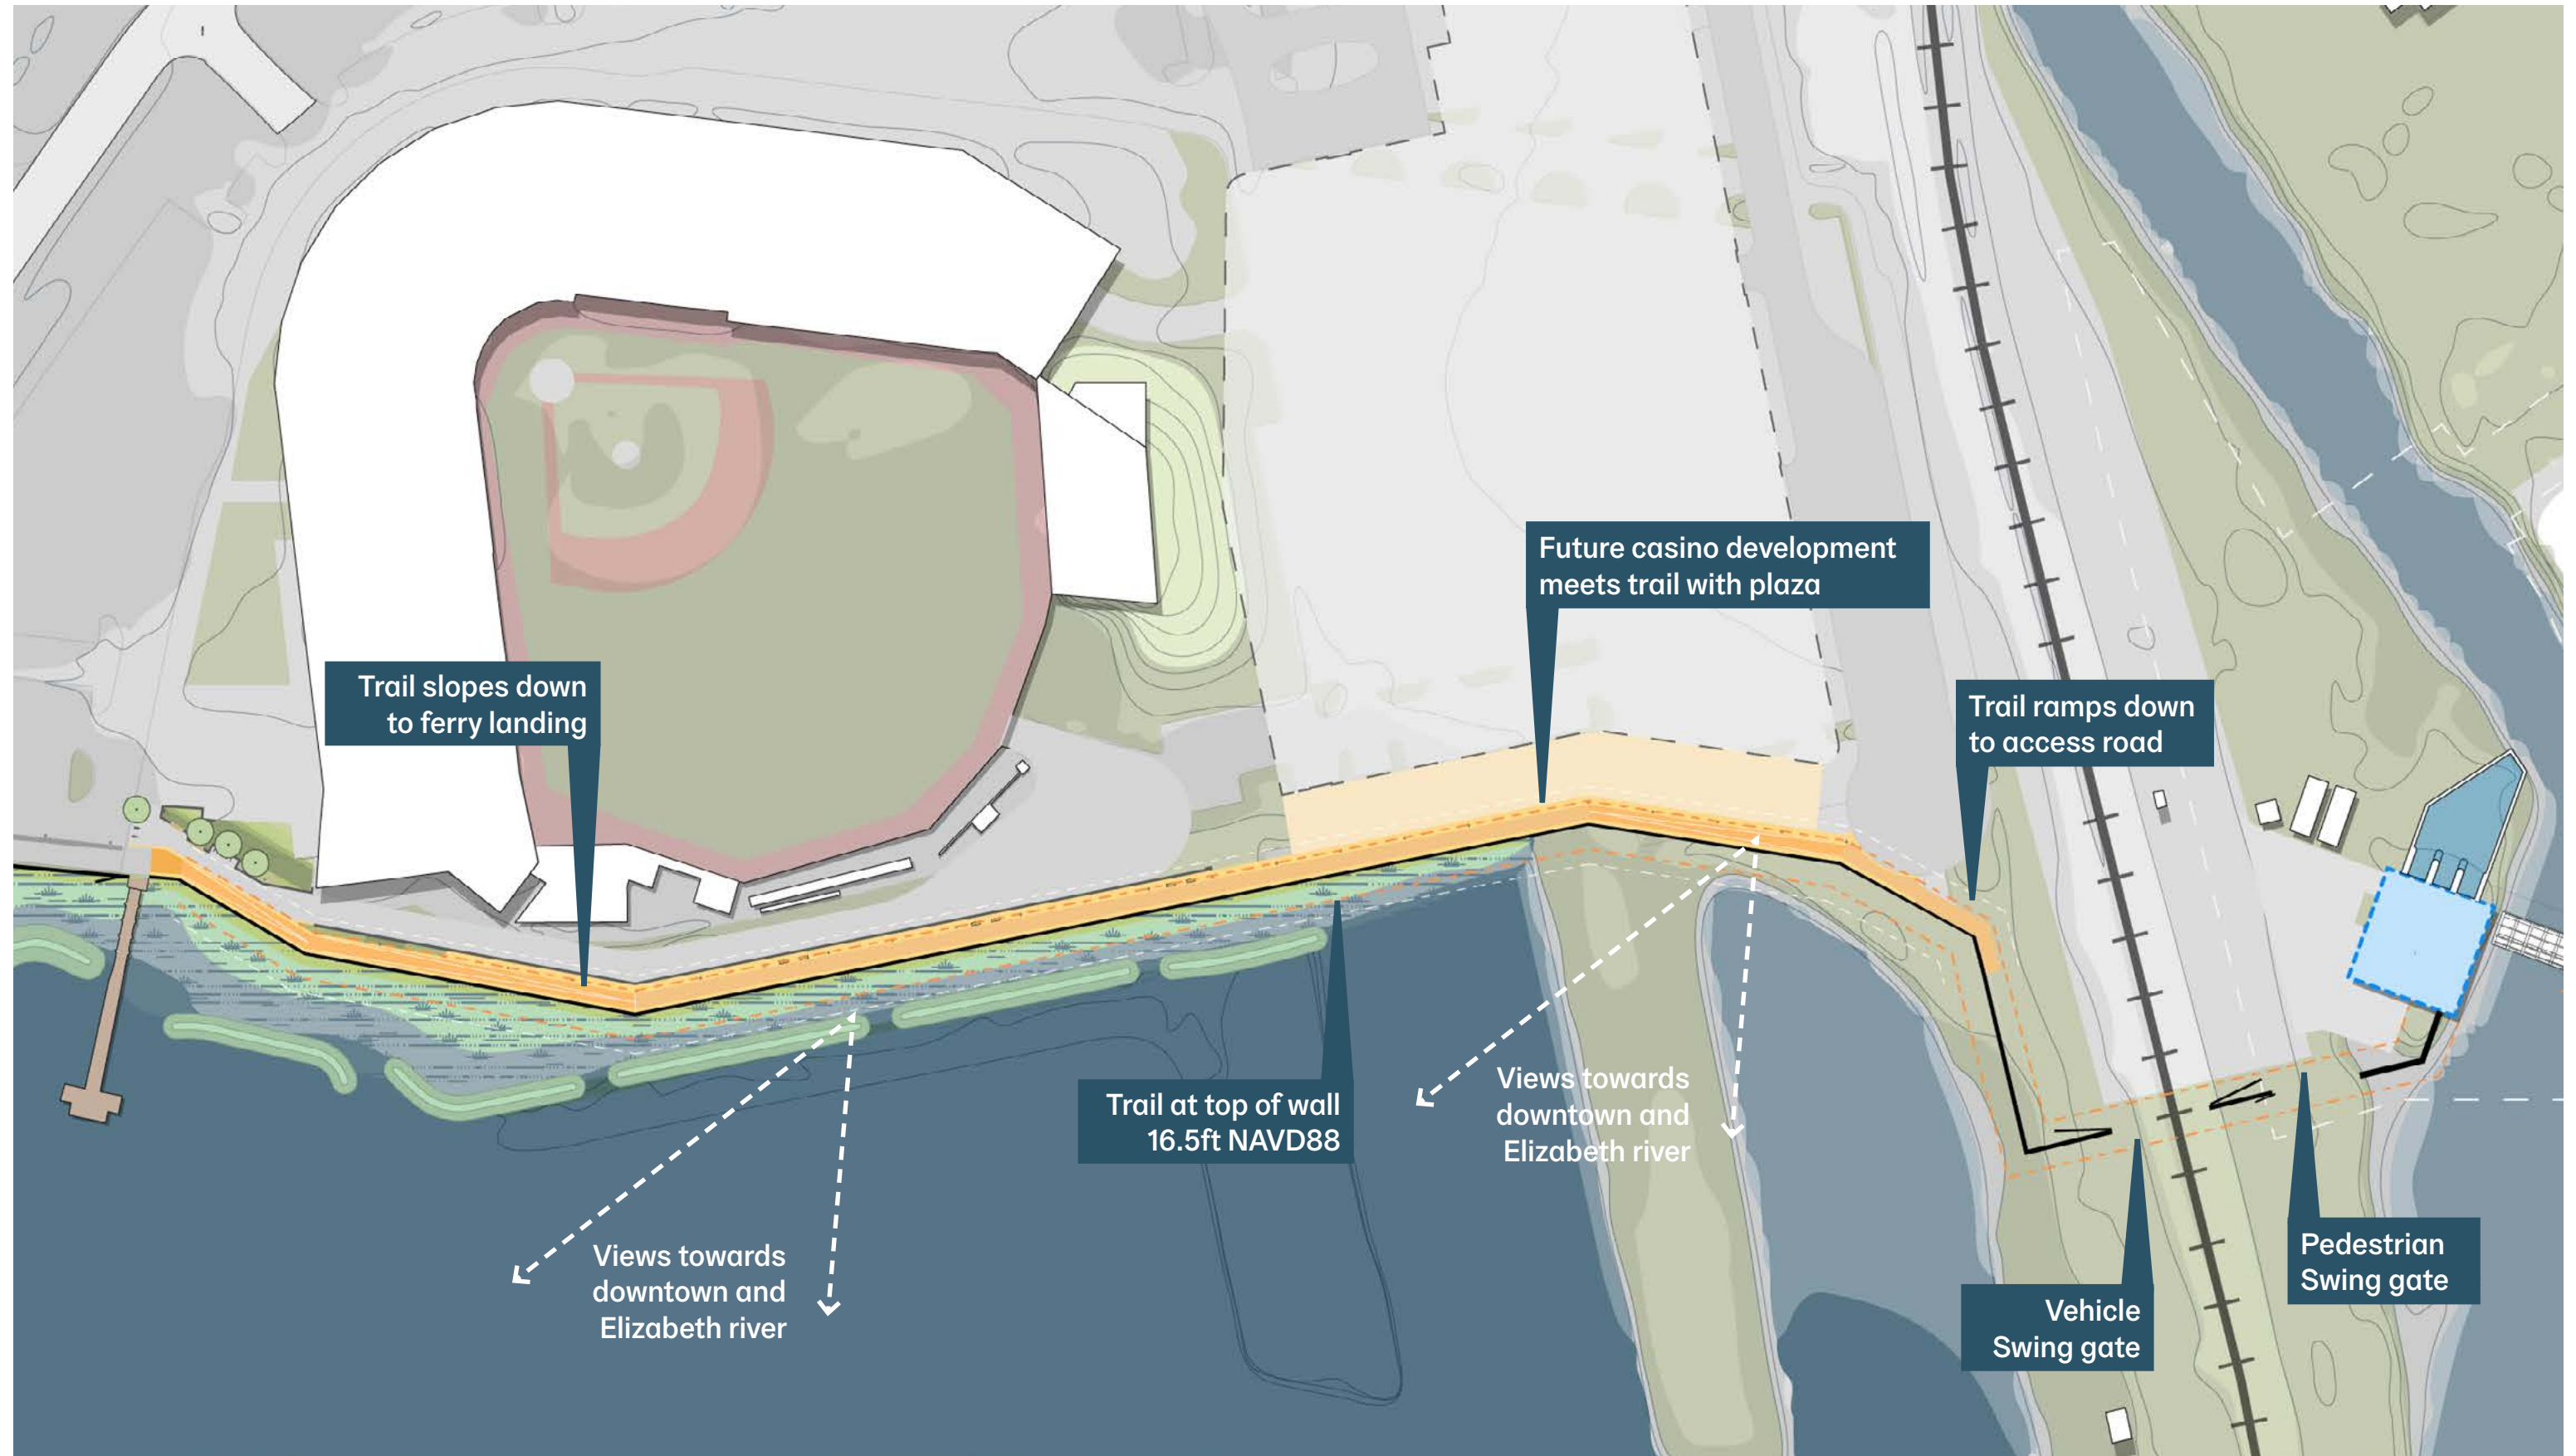 Future casino development
meets trail with plaza
Trail slopes down
to ferry landing
Trail ramps down
to access road
Views towards
downtown and
Elizabeth river
Trail at top of wall
16.5ft NAVD88
Views towards
downtown and
Elizabeth river
Pedestrian
Swing gate
Vehicle
Swing gate